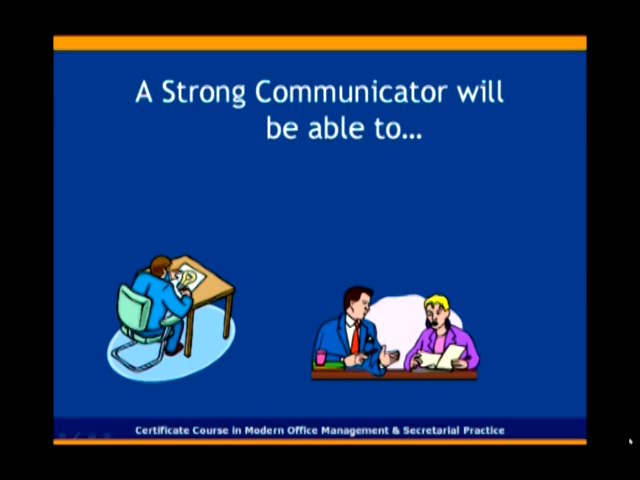 A Strong Communicator will
be able to...
Certificate Course in Modern Office Management & Secretarial Practice